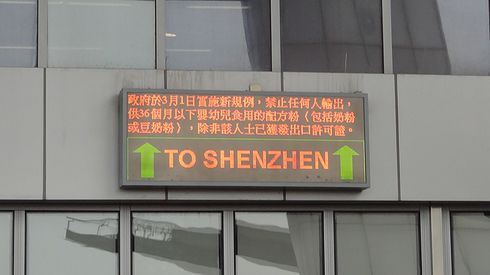 政府於3月1日實施新規例，禁止任何人輸出，
供36個月以下嬰幼兒食用的配方粉（包括奶粉
或豆奶粉），除非該人士已獲發出口許可證。
TO SHENZHEN